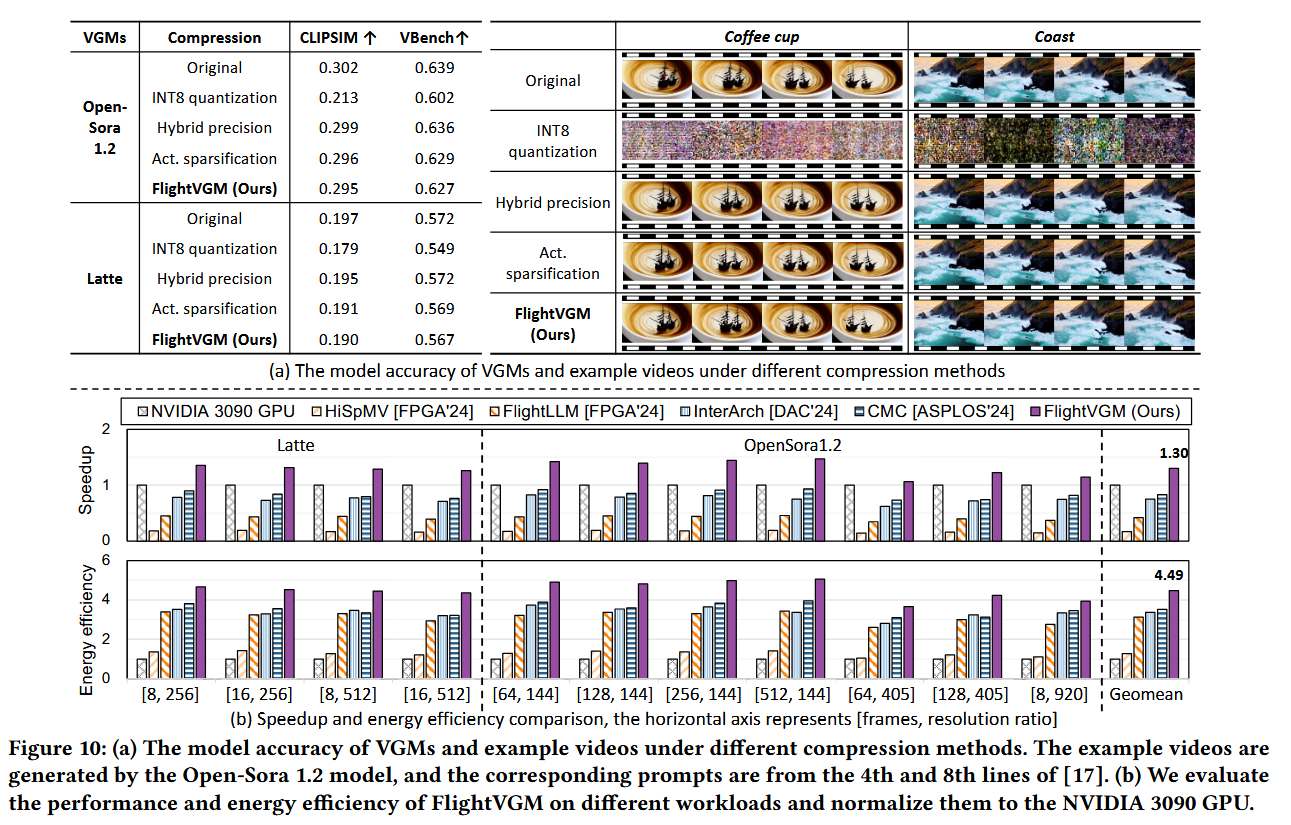 VGMs Compression CLIPSIM ↑ VBench↑
Open-Sora 1.2
Original 0.302 0.639
INT8 quantization 0.213 0.602
Hybrid precision 0.299 0.636
Act. sparsification 0.296 0.629
FlightVGM (Ours) 0.295 0.627
Latte
Original 0.197 0.572
INT8 quantization 0.179 0.549
Hybrid precision 0.195 0.572
Act. sparsification 0.191 0.569
FlightVGM (Ours) 0.190 0.567
Coffee cup Coast
Original
INT8
quantization
Hybrid precision
Act.
sparsification
FlightVGM
(Ours)
(a) The model accuracy of VGMs and example videos under different compression methods
NVIDIA 3090 GPU HiSpMV [FPGA'24] FlightLLM [FPGA'24] InterArch [DAC'24] CMC [ASPLOS'24] FlightVGM (Ours)
Speedup
2
1
0
Latte OpenSora1.2
1.30
Energy efficiency
6
4
2
0
4.49
[8, 256] [16, 256] [8, 512] [16, 512] [64, 144] [128, 144] [256, 144] [512, 144] [64, 405] [128, 405] [8, 920] Geomean
(b) Speedup and energy efficiency comparison, the horizontal axis represents [frames, resolution ratio]
Figure 10: (a) The model accuracy of VGMs and example videos under different compression methods. The example videos are
generated by the Open-Sora 1.2 model, and the corresponding prompts are from the 4th and 8th lines of [17]. (b) We evaluate
the performance and energy efficiency of FlightVGM on different workloads and normalize them to the NVIDIA 3090 GPU.